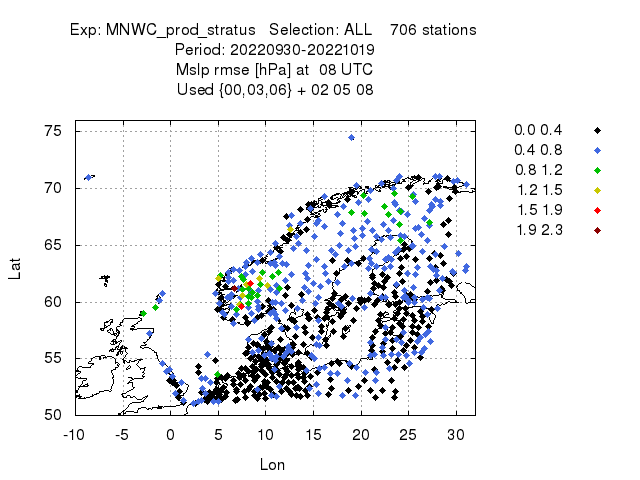 Exp: MNWC_prod_stratus   Selection: ALL    706 stations
Period: 20220930-20221019
Mslp rmse [hPa] at  08 UTC
Used {00,03,06} + 02 05 08
0.0 0.4
0.4 0.8
0.8 1.2
1.2 1.5
1.5 1.9
1.9 2.3
Lat
75
70
65
60
55
50
-10 -5 0 5 10 15 20 25 30
Lon